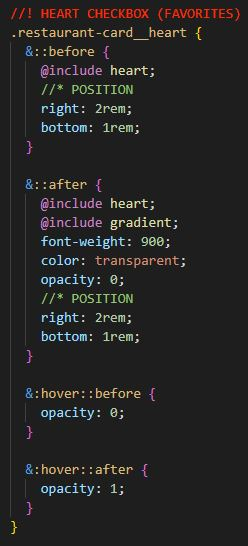 //! HEART CHECKBOX (FAVORITES)
.restaurant-card__heart {
  &::before {
    @include heart;
    //* POSITION
    right: 2rem;
    bottom: 1rem;
  }

  &::after {
    @include heart;
    @include gradient;
    font-weight: 900;
    color: transparent;
    opacity: 0;
    //* POSITION
    right: 2rem;
    bottom: 1rem;
  }

  &:hover::before {
    opacity: 0;
  }

  &:hover::after {
    opacity: 1;
  }
}